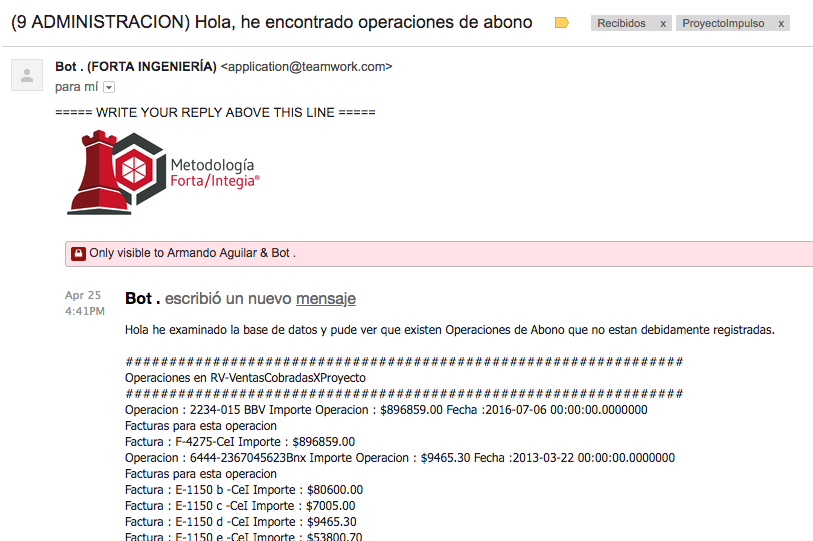 (9 ADMINISTRACION) Hola, he encontrado operaciones de abono
Recibidos x
ProyectoImpulso x
Bot . (FORTA INGENIERÍA) <application@teamwork.com>
para mí
===== WRITE YOUR REPLY ABOVE THIS LINE =====
Metodología
Forta/Integia®
Only visible to Armando Aguilar & Bot .
Apr 25
4:41PM
Bot . escribió un nuevo mensaje
Hola he examinado la base de datos y pude ver que existen Operaciones de Abono que no estan debidamente registradas.
################################################################
Operaciones en RV-VentasCobradasXProyecto
################################################################
Operacion : 2234-015 BBV Importe Operacion : $896859.00 Fecha :2016-07-06 00:00:00.0000000
Facturas para esta operacion
Factura : F-4275-CeI Importe : $896859.00
Operacion : 6444-2367045623Bnx Importe Operacion : $9465.30 Fecha :2013-03-22 00:00:00.0000000
Facturas para esta operacion
Factura : E-1150 b -CeI Importe : $80600.00
Factura : E-1150 c -CeI Importe : $7005.00
Factura : E-1150 d -CeI Importe : $9465.30
Factura : E-1150 e -CeI Importe : $53800.70